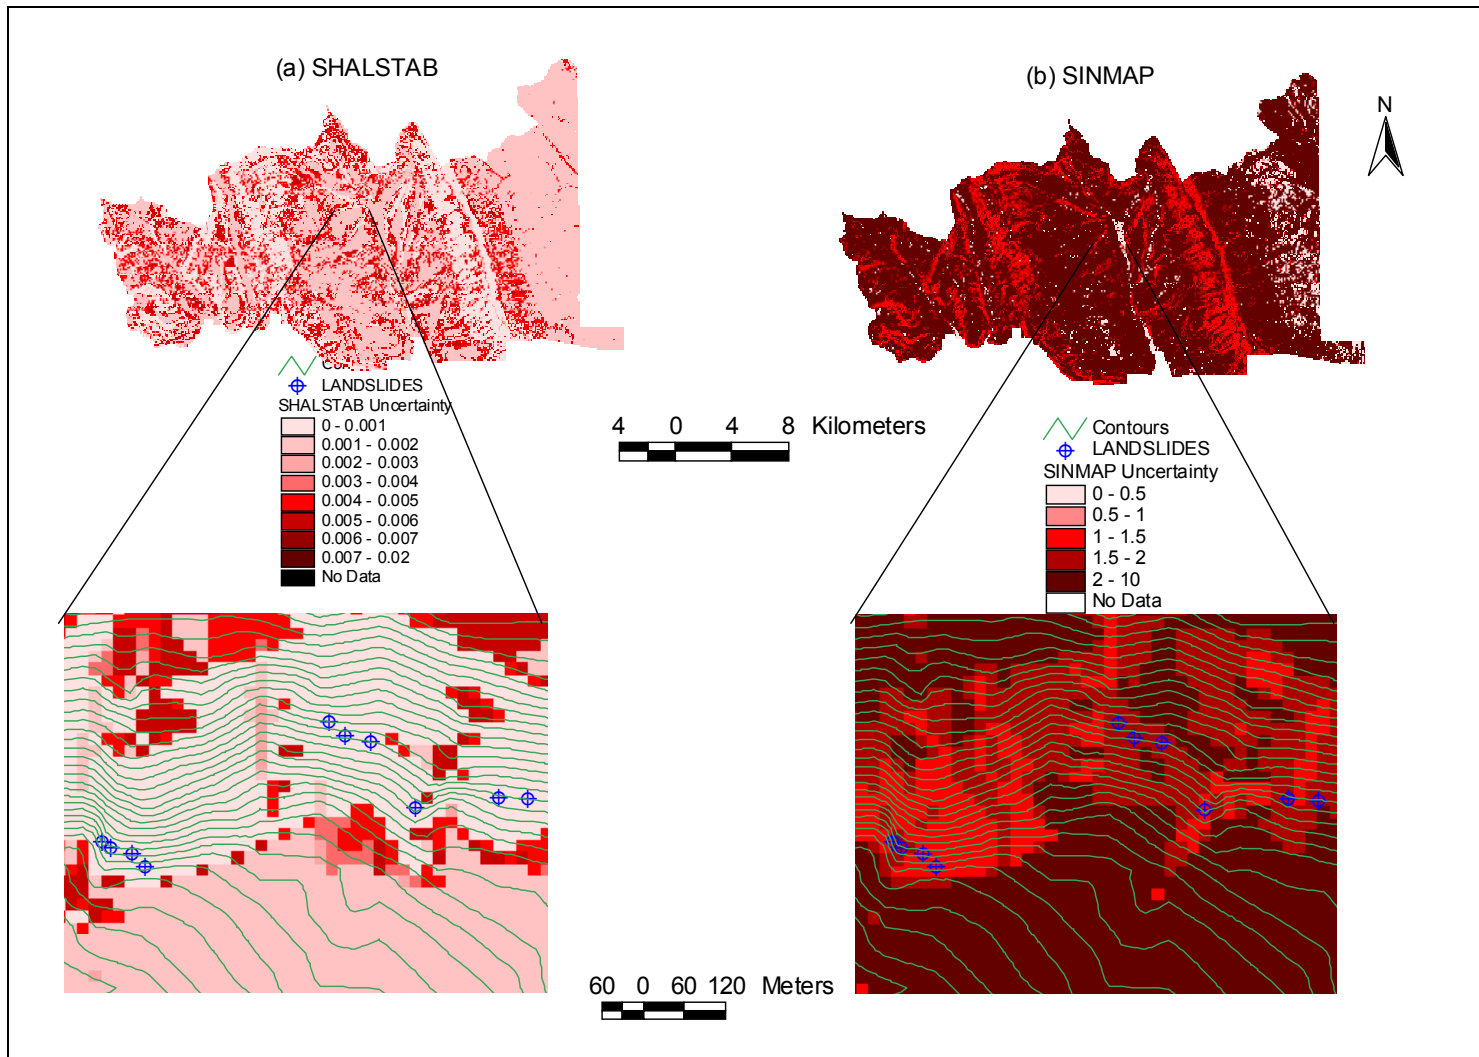 (a) SHALSTAB
(b) SINMAP
N
LANDSLIDES
SHALSTAB Uncertainty
0 - 0.001
0.001 - 0.002
0.002 - 0.003
0.003 - 0.004
0.004 - 0.005
0.005 - 0.006
0.006 - 0.007
0.007 - 0.02
No Data
4 0 4 8 Kilometers
Contours
LANDSLIDES
SINMAP Uncertainty
0 - 0.5
0.5 - 1
1 - 1.5
1.5 - 2
2 - 10
No Data
60 0 60 120 Meters